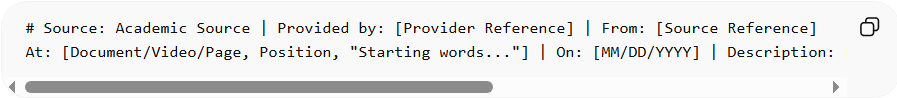 # Source: Academic Source | Provided by: [Provider Reference] | From: [Source Reference]
At: [Document/Video/Page, Position, "Starting words..."] | On: [MM/DD/YYYY] | Description: